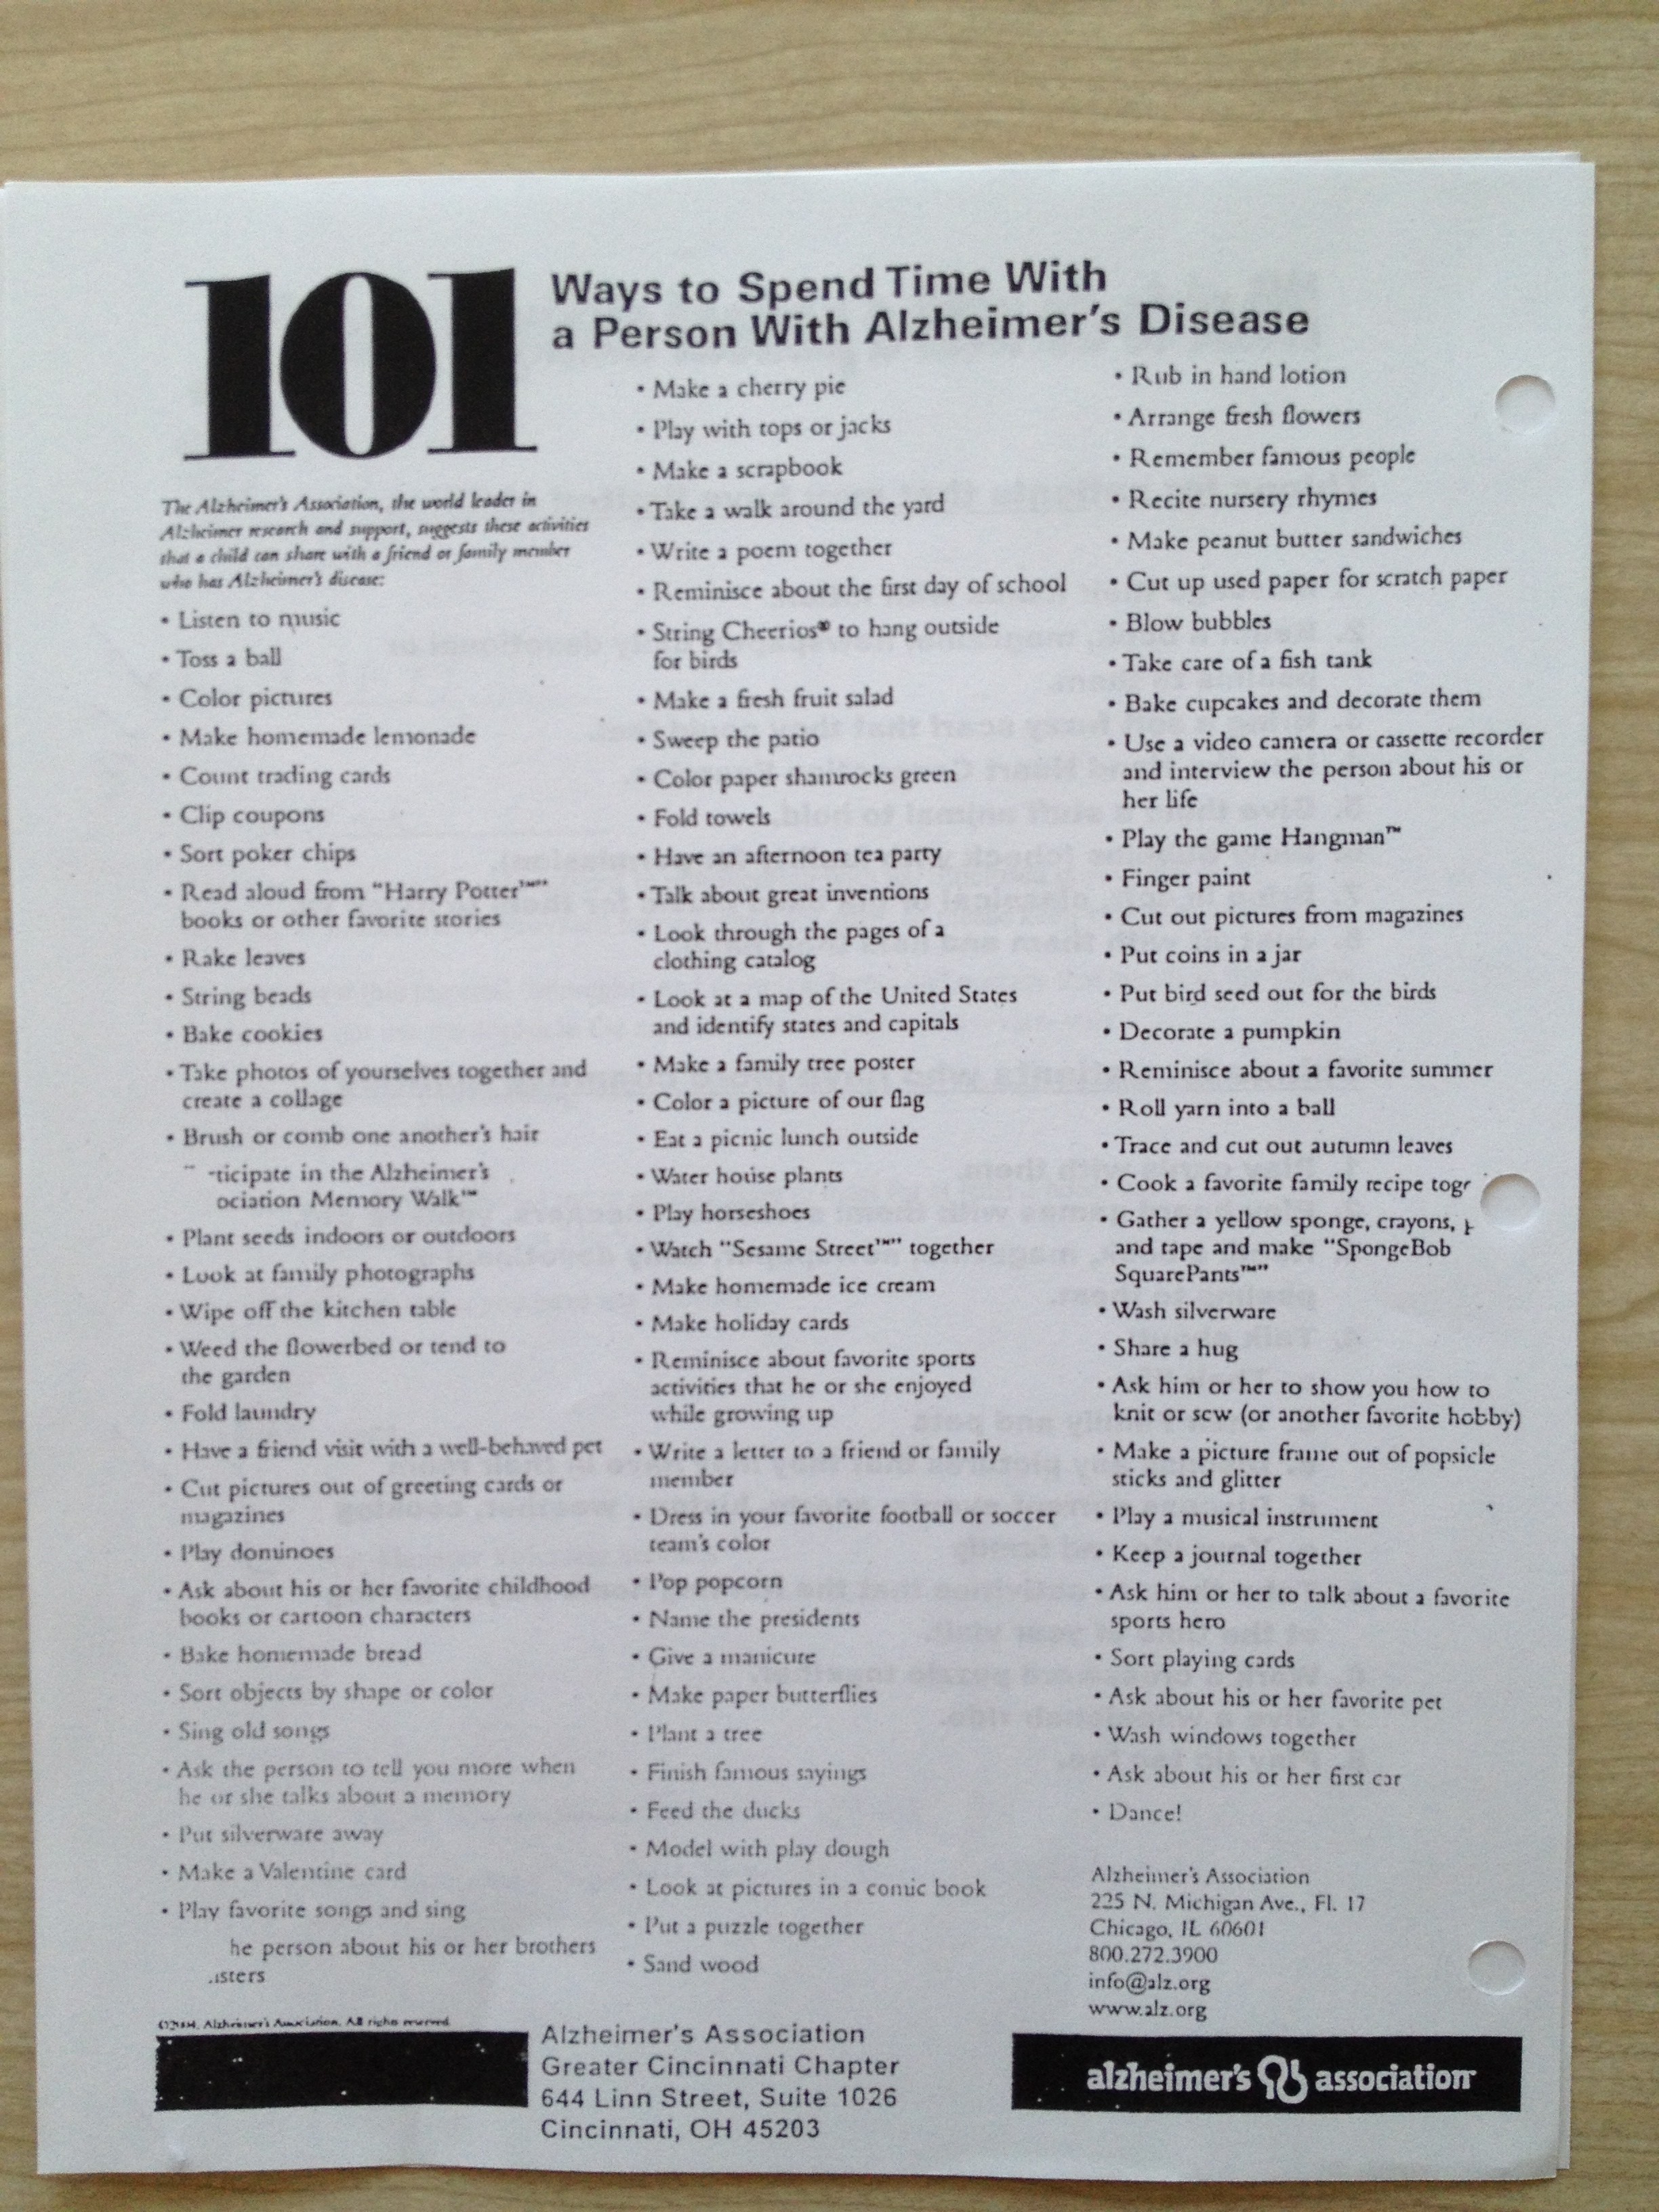 101
Ways to Spend Time With
a Person With Alzheimer's Disease
The Alzheimer's Association, the world leader in
Alzheimer research and support, suggests these activities
that a child can share with a friend or family member
who has Alzheimer's disease:
• Listen to music
• Toss a ball
• Color pictures
• Make homemade lemonade
• Count trading cards
• Clip coupons
• Sort poker chips
• Read aloud from "Harry Potter™"
books or other favorite stories
• Rake leaves
• String beads
• Bake cookies
• Take photos of yourselves together and
create a collage
• Brush or comb one another's hair
ticipate in the Alzheimer's
ociation Memory Walk℠
• Plant seeds indoors or outdoors
• Look at family photographs
• Wipe off the kitchen table
• Weed the flowerbed or tend to
the garden
• Fold laundry
• Have a friend visit with a well-behaved pet
• Cut pictures out of greeting cards or
magazines
• Play dominoes
• Ask about his or her favorite childhood
books or cartoon characters
• Bake homemade bread
• Sort objects by shape or color
• Sing old songs
• Ask the person to tell you more when
he or she talks about a memory
• Put silverware away
• Make a Valentine card
• Play favorite songs and sing
he person about his or her brothers
isters
• Make a cherry pie
• Play with tops or jacks
• Make a scrapbook
• Take a walk around the yard
• Write a poem together
• Reminisce about the first day of school
• String Cheerios® to hang outside
for birds
• Make a fresh fruit salad
• Sweep the patio
• Color paper shamrocks green
• Fold towels
• Have an afternoon tea party
• Talk about great inventions
• Look through the pages of a
clothing catalog
• Look at a map of the United States
and identify states and capitals
• Make a family tree poster
• Color a picture of our flag
• Eat a picnic lunch outside
• Water house plants
• Play horseshoes
• Watch "Sesame Street™" together
• Make homemade ice cream
• Make holiday cards
• Reminisce about favorite sports
activities that he or she enjoyed
while growing up
• Write a letter to a friend or family
member
• Dress in your favorite football or soccer
team's color
• Pop popcorn
• Name the presidents
• Give a manicure
• Make paper butterflies
• Plant a tree
• Finish famous sayings
• Feed the ducks
• Model with play dough
• Look at pictures in a comic book
• Put a puzzle together
• Sand wood
• Rub in hand lotion
• Arrange fresh flowers
• Remember famous people
• Recite nursery rhymes
• Make peanut butter sandwiches
• Cut up used paper for scratch paper
• Blow bubbles
• Take care of a fish tank
• Bake cupcakes and decorate them
• Use a video camera or cassette recorder
and interview the person about his or
her life
• Play the game Hangman™
• Finger paint
• Cut out pictures from magazines
• Put coins in a jar
• Put bird seed out for the birds
• Decorate a pumpkin
• Reminisce about a favorite summer
• Roll yarn into a ball
• Trace and cut out autumn leaves
• Cook a favorite family recipe toge
• Gather a yellow sponge, crayons,
and tape and make "SpongeBob
SquarePants™"
• Wash silverware
• Share a hug
• Ask him or her to show you how to
knit or sew (or another favorite hobby)
• Make a picture frame out of popsicle
sticks and glitter
• Play a musical instrument
• Keep a journal together
• Ask him or her to talk about a favorite
sports hero
• Sort playing cards
• Ask about his or her favorite pet
• Wash windows together
• Ask about his or her first car
• Dance!
Alzheimer's Association
225 N. Michigan Ave., Fl. 17
Chicago, IL 60601
800.272.3900
info@alz.org
www.alz.org
Alzheimer's Association. All rights reserved.
Alzheimer's Association
Greater Cincinnati Chapter
644 Linn Street, Suite 1026
Cincinnati, OH 45203
alzheimer's association